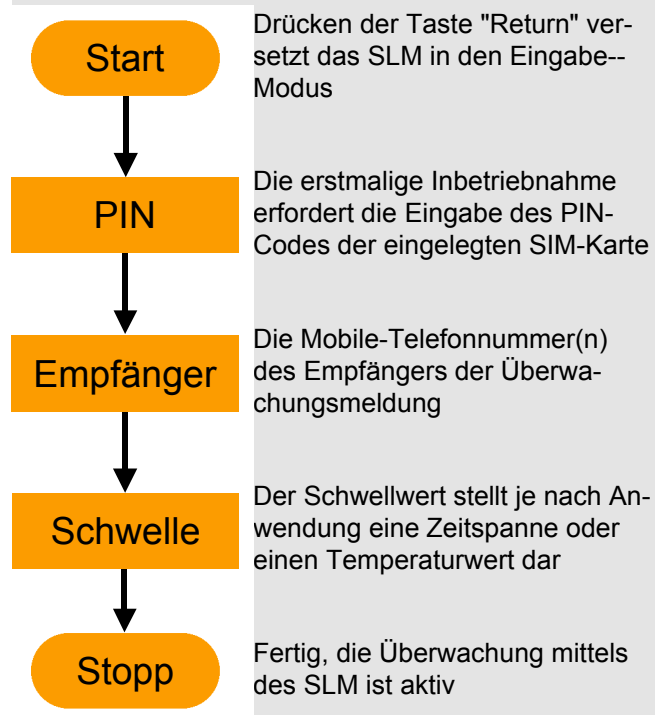 Start
Drücken der Taste "Return" ver-
setzt das SLM in den Eingabe--
Modus
PIN
Die erstmalige Inbetriebnahme
erfordert die Eingabe des PIN-
Codes der eingelegten SIM-Karte
Empfänger
Die Mobile-Telefonnummer(n)
des Empfängers der Überwa-
chungsmeldung
Schwelle
Der Schwellwert stellt je nach An-
wendung eine Zeitspanne oder
einen Temperaturwert dar
Stopp
Fertig, die Überwachung mittels
des SLM ist aktiv